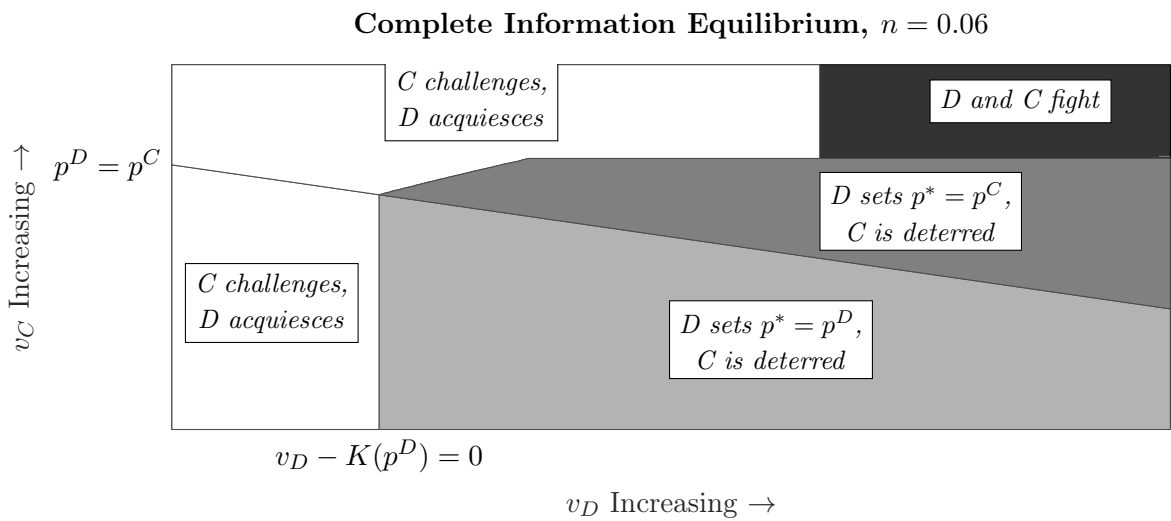 Complete Information Equilibrium, n = 0.06
C challenges,
D acquiesces
D and C fight
p^D = p^C
D sets p* = p^C,
C is deterred
C challenges,
D acquiesces
D sets p* = p^D,
C is deterred
v_C Increasing →
v_D − K(p^D) = 0
v_D Increasing →